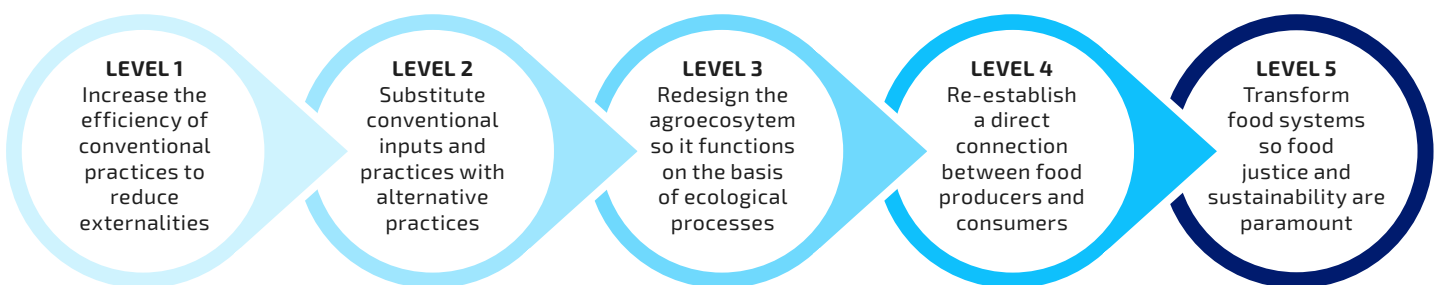 LEVEL 1
Increase the
efficiency of
conventional
practices to
reduce
externalities
LEVEL 2
Substitute
conventional
inputs and
practices with
alternative
practices
LEVEL 3
Redesign the
agroecosytem
so it functions
on the basis
of ecological
processes
LEVEL 4
Re-establish
a direct
connection
between food
producers and
consumers
LEVEL 5
Transform
food systems
so food
justice and
sustainability are
paramount